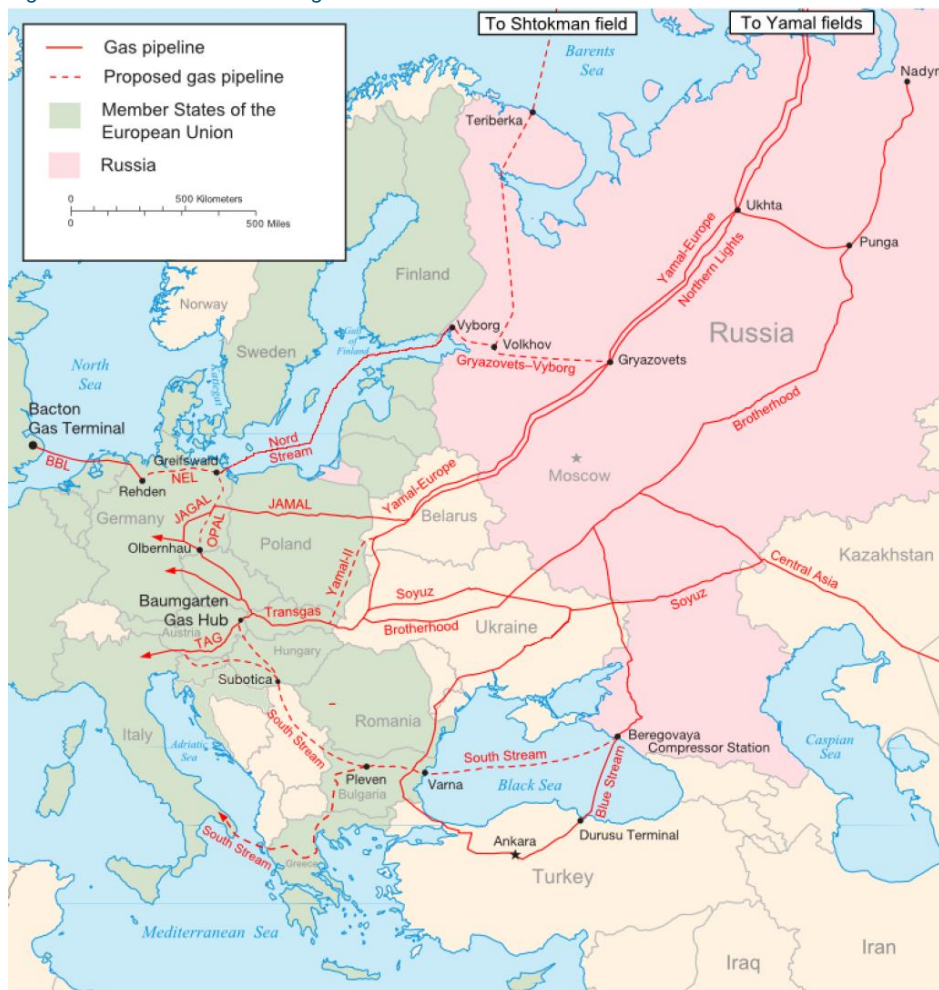 To Shtokman field
To Yamal fields
Gas pipeline
Proposed gas pipeline
Member States of the
European Union
Russia
0
500 Kilometers
0
500 Miles
Barents
Sea
Nadym
Teriberka
Ukhta
Punga
Yamal-Europe
Northern Lights
Finland
Norway
Sweden
Gulf
of
Finland
Vyborg
Volkhov
Gryazovets
Gryazovets–Vyborg
Russia
North
Sea
Kattegat
Brotherhood
Bacton
Gas Terminal
BBL
Greifswald
NEL
Rehden
Nord
Stream
Moscow
Yamal-Europe
JAGAL
JAMAL
Germany
OPAL
Olbernhau
Poland
Belarus
Yamal-II
Kazakhstan
Central Asia
Baumgarten
Gas Hub
Transgas
Soyuz
Soyuz
Brotherhood
Ukraine
Austria
TAG
Hungary
Subotica
Romania
Italy
Adriatic
Sea
South Stream
Pleven
Bulgaria
Varna
South Stream
Black Sea
Beregovaya
Compressor Station
Blue Stream
Caspian
Sea
Durusu Terminal
Ankara
Turkey
South Stream
Greece
Mediterranean Sea
Iraq
Iran